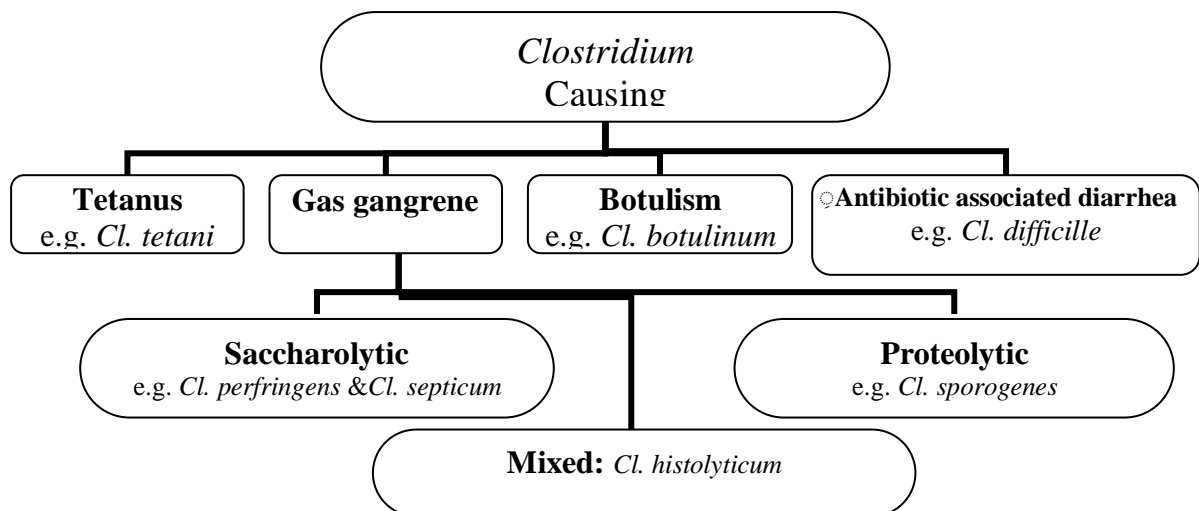 Clostridium
Causing
Tetanus
e.g. Cl. tetani
Gas gangrene
Botulism
e.g. Cl. botulinum
Antibiotic associated diarrhea
e.g. Cl. difficille
Saccharolytic
e.g. Cl. perfringens &Cl. septicum
Proteolytic
e.g. Cl. sporogenes
Mixed: Cl. histolyticum